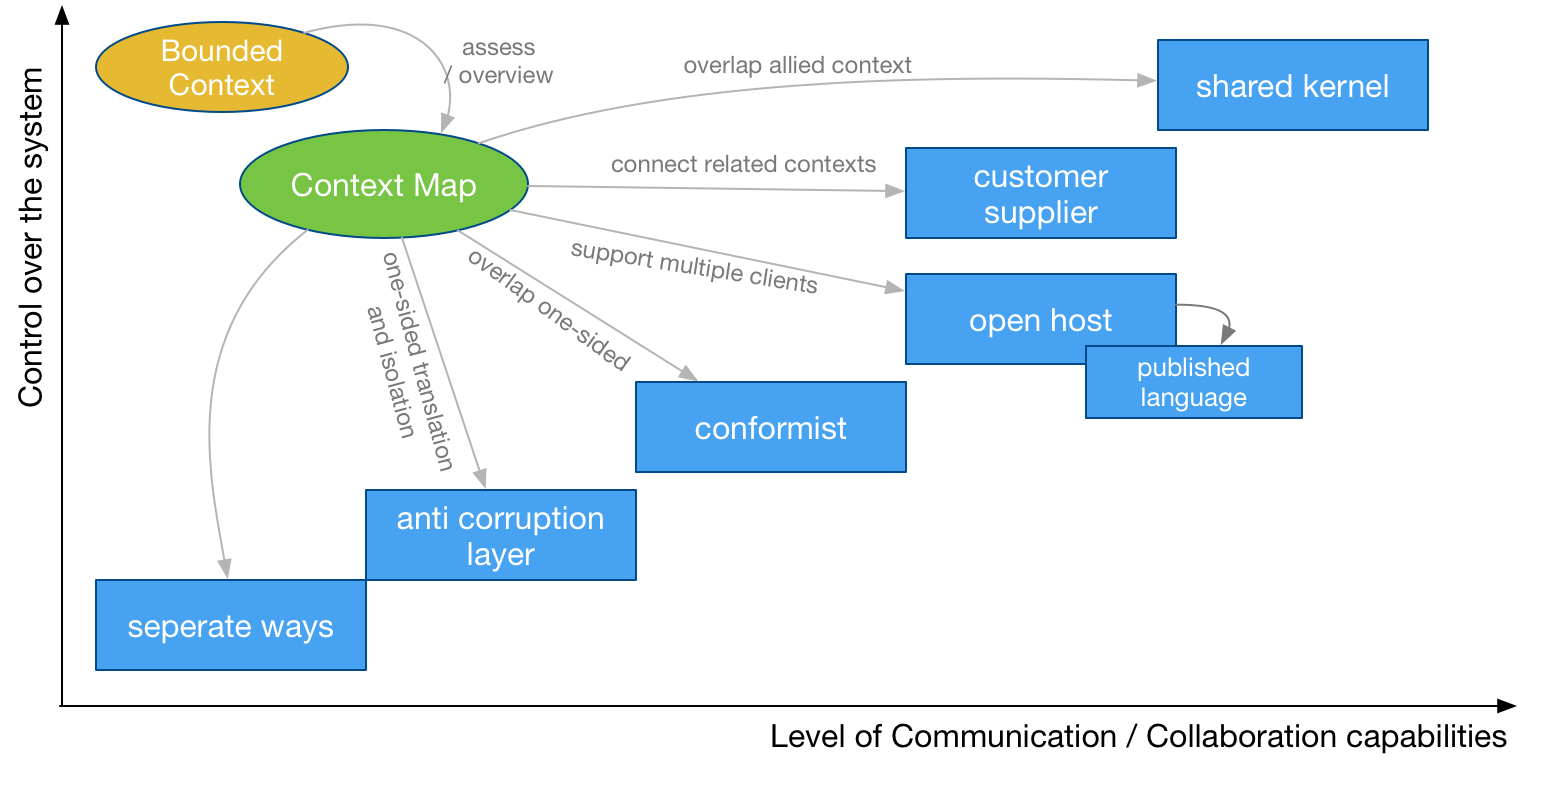 Control over the system
Bounded
Context
assess
/ overview
overlap allied context
shared kernel
Context Map
connect related contexts
customer
supplier
support multiple clients
open host
published
language
overlap one-sided
conformist
one-sided translation
and isolation
anti corruption
layer
seperate ways
Level of Communication / Collaboration capabilities